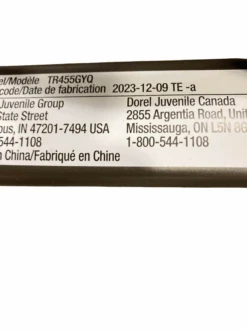 el/Modèle TR455GYQ
code/Date de fabrication 2023-12-09 TE -a
Juvenile Group Dorel Juvenile Canada
State Street 2855 Argentia Road, Unit
ous, IN 47201-7494 USA Mississauga, ON L5N 8G
544-1108 1-800-544-1108
n China/Fabriqué en Chine